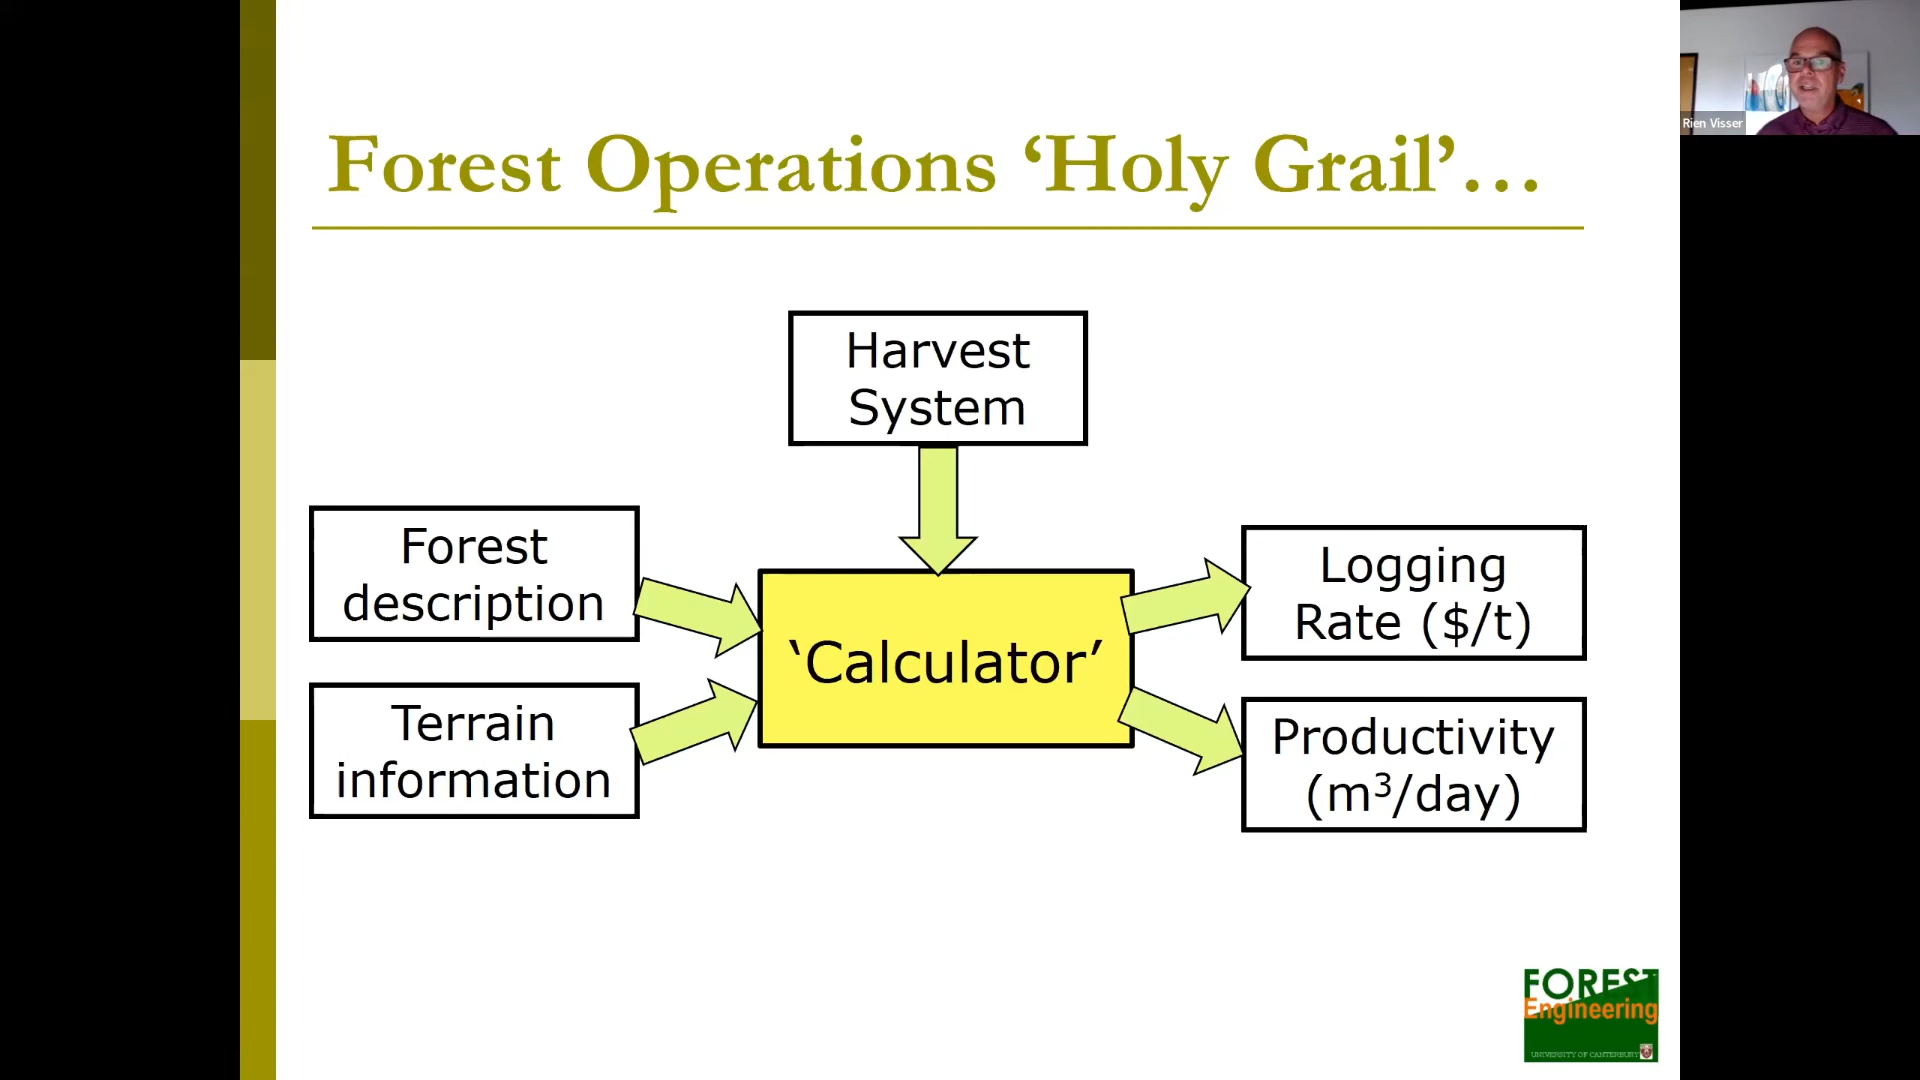 Forest Operations ‘Holy Grail’...
Rien Visser
Harvest
System
Forest
description
Terrain
information
‘Calculator’
Logging
Rate ($/t)
Productivity
(m³/day)
FOREST
Engineering
UNIVERSITY OF CANTERBURY